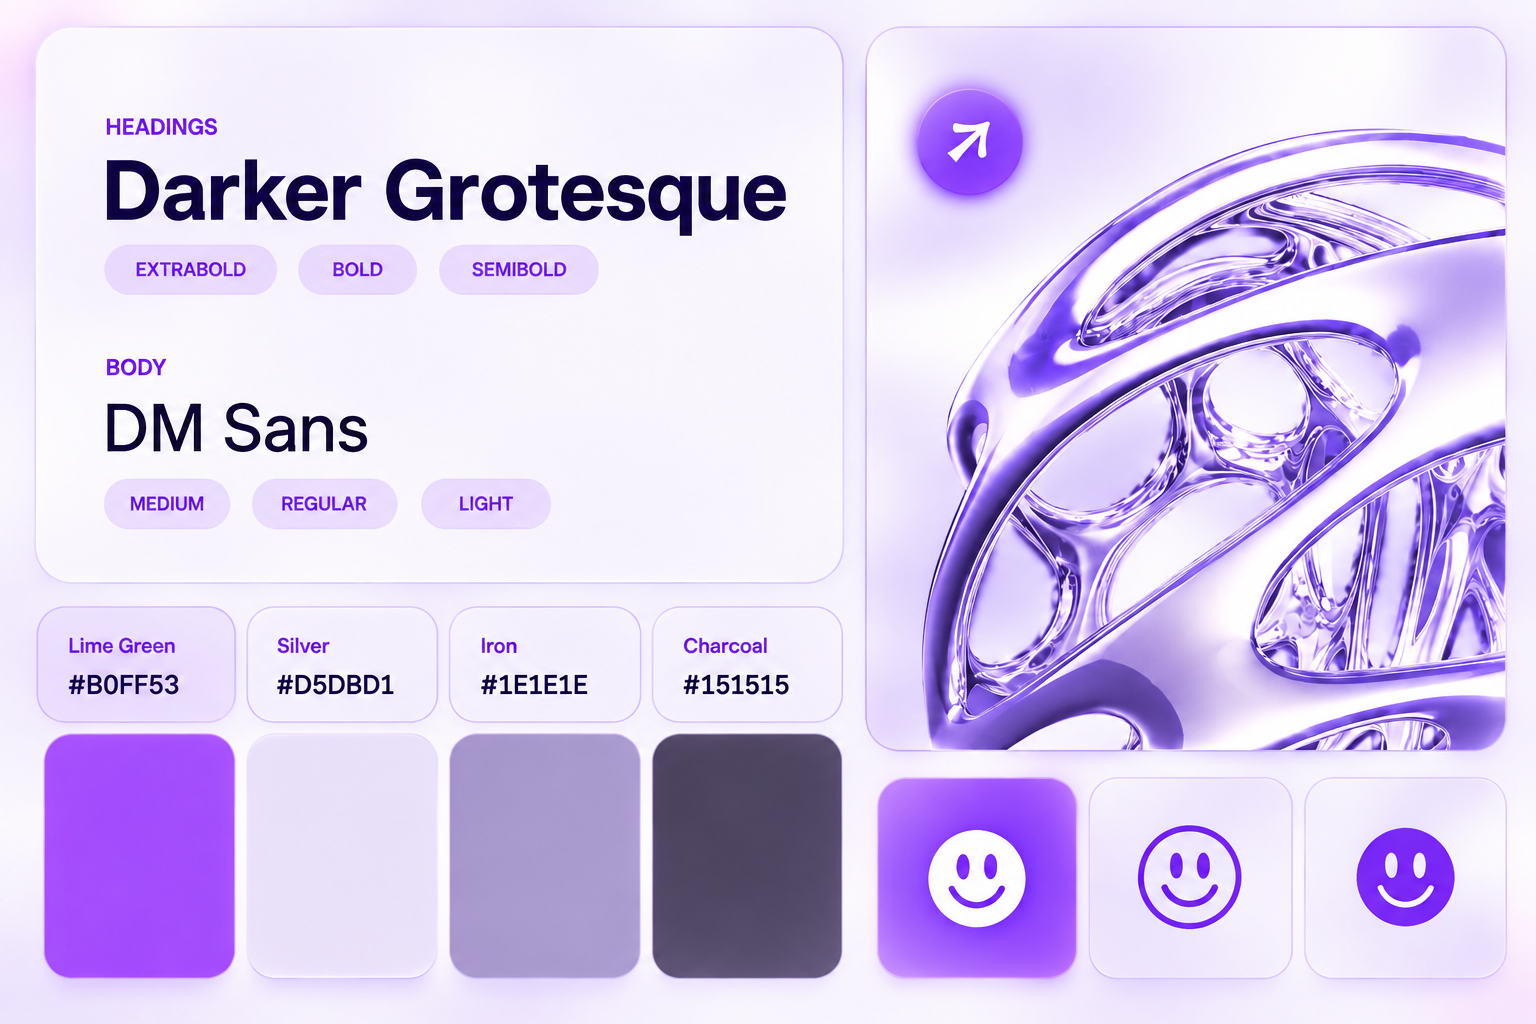 HEADINGS
Darker Grotesque
EXTRABOLD BOLD SEMIBOLD
BODY
DM Sans
MEDIUM REGULAR LIGHT
Lime Green
#B0FF53
Silver
#D5DBD1
Iron
#1E1E1E
Charcoal
#151515